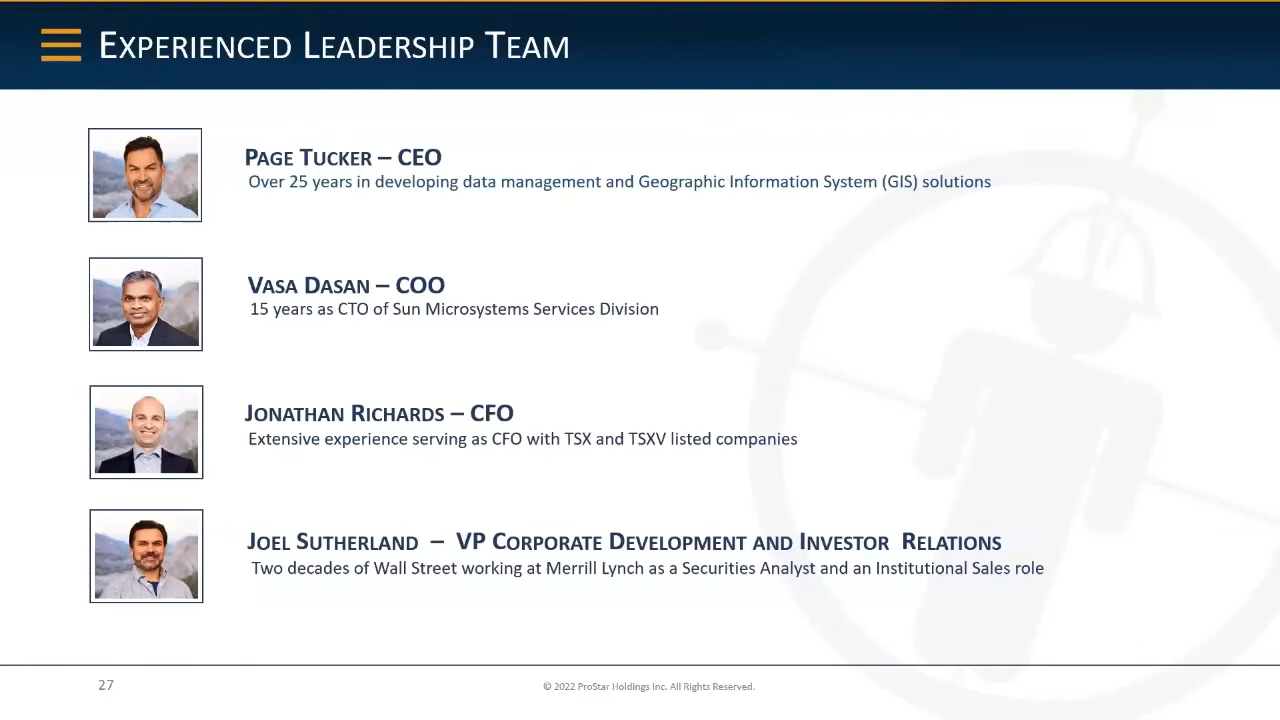 Experienced Leadership Team
Page Tucker – CEO
Over 25 years in developing data management and Geographic Information System (GIS) solutions
Vasa Dasan – COO
15 years as CTO of Sun Microsystems Services Division
Jonathan Richards – CFO
Extensive experience serving as CFO with TSX and TSXV listed companies
Joel Sutherland – VP Corporate Development and Investor Relations
Two decades of Wall Street working at Merrill Lynch as a Securities Analyst and an Institutional Sales role
27
© 2022 ProStar Holdings Inc. All Rights Reserved.